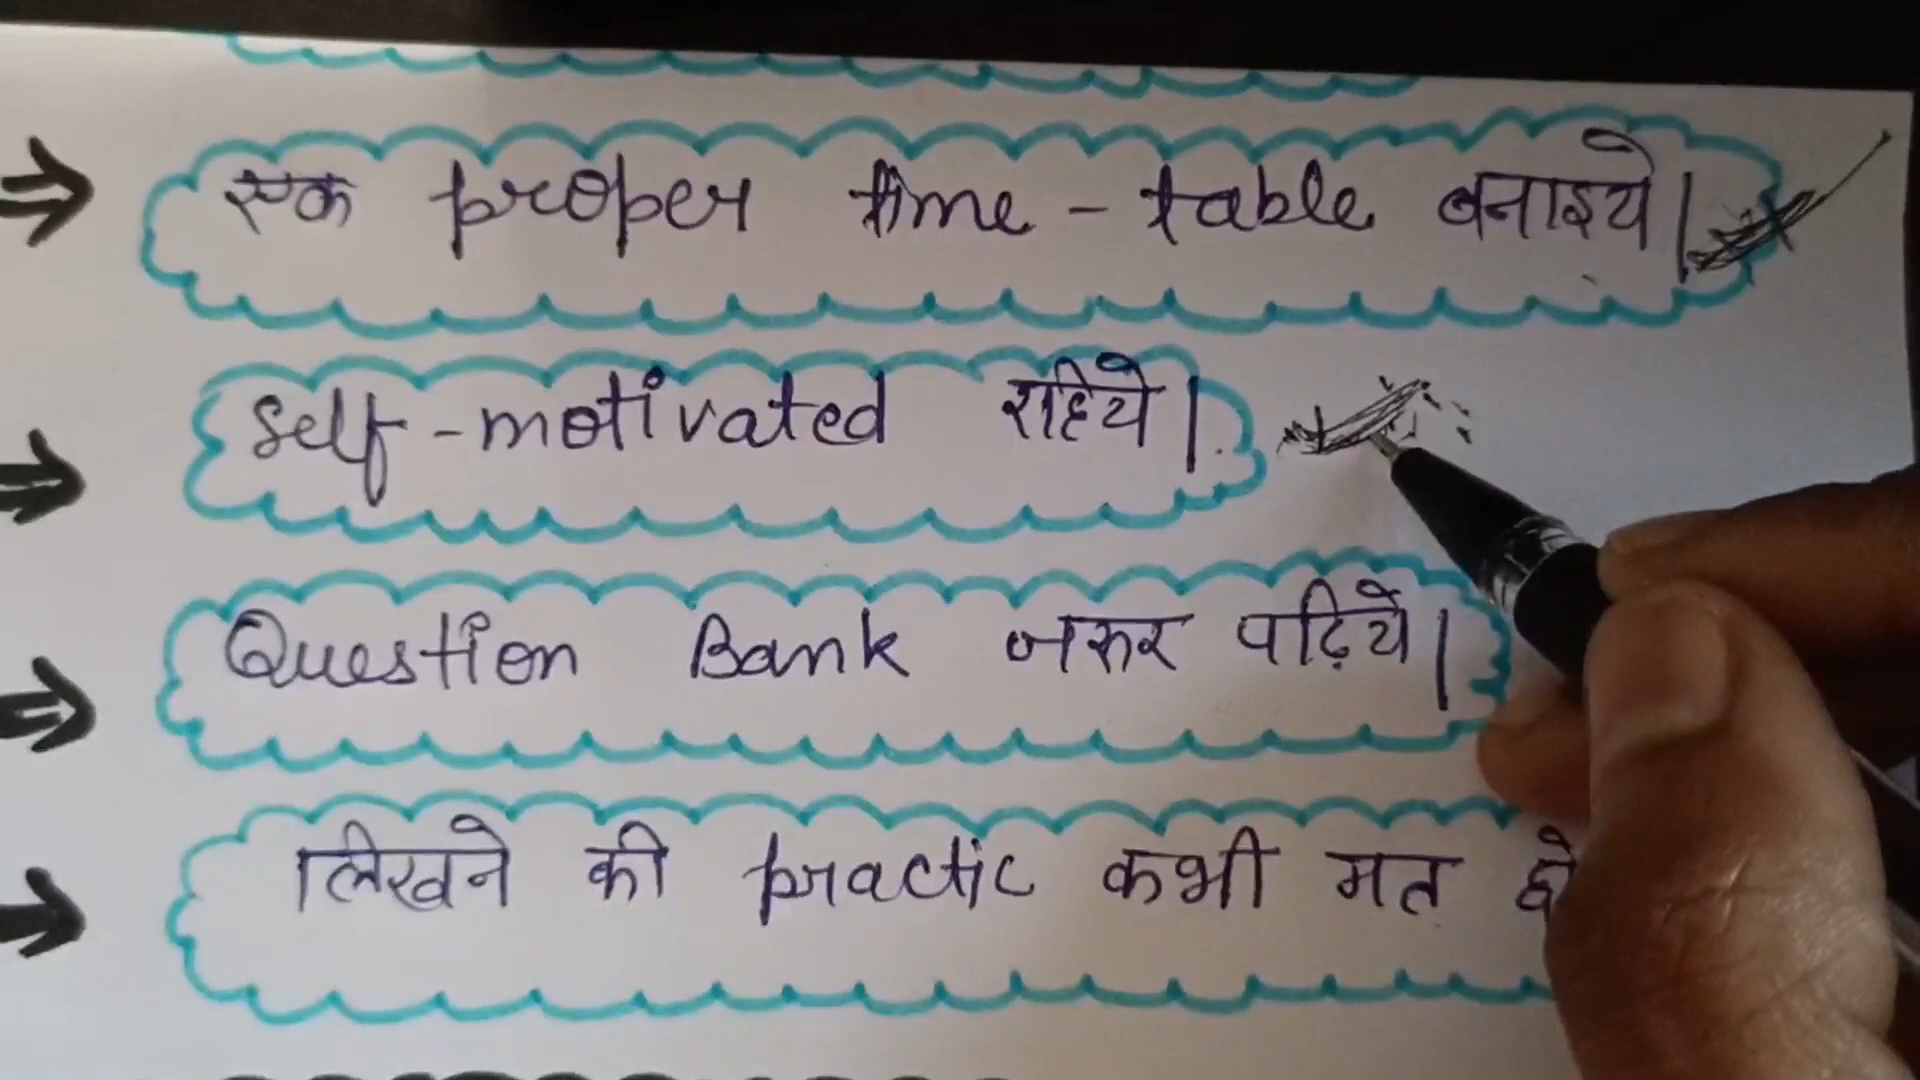 एक proper time-table बनाइये।
Self-motivated रहिये।
Question Bank जरूर पढ़िये।
लिखने की practic कभी मत